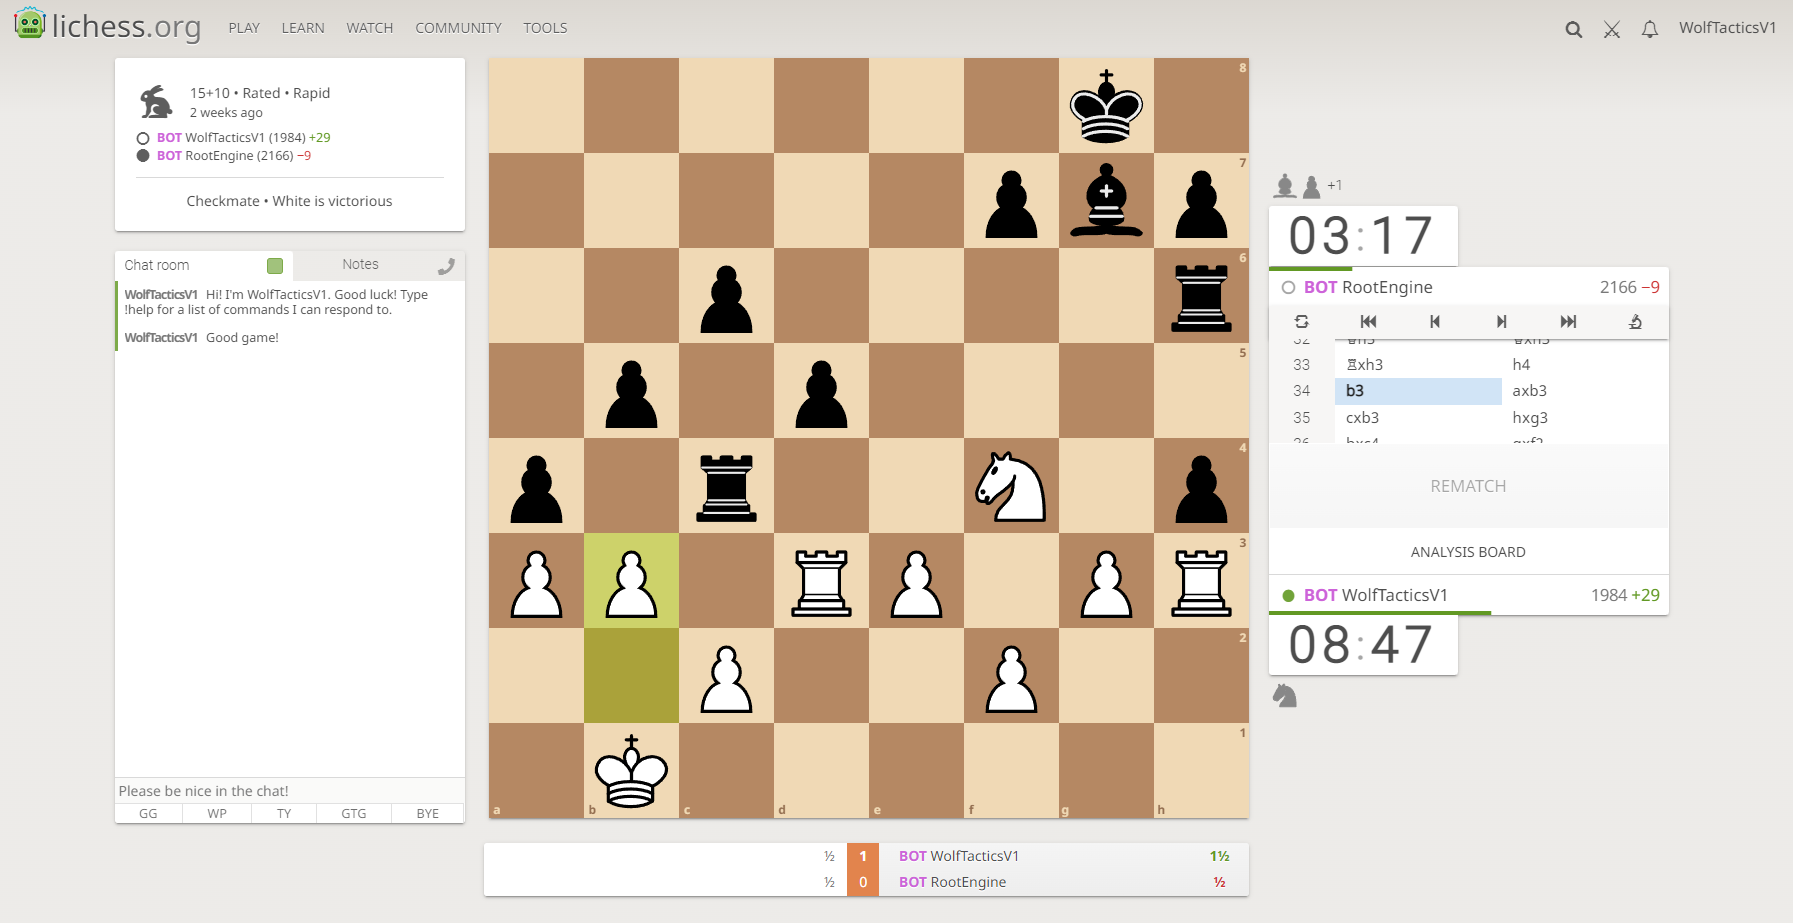 lichess.org PLAY LEARN WATCH COMMUNITY TOOLS WolfTacticsV1
15+10 • Rated • Rapid
2 weeks ago
BOT WolfTacticsV1 (1984) +29
BOT RootEngine (2166) −9
Checkmate • White is victorious
Chat room Notes
WolfTacticsV1 Hi! I'm WolfTacticsV1. Good luck! Type
!help for a list of commands I can respond to.
WolfTacticsV1 Good game!
Please be nice in the chat!
GG WP TY GTG BYE
8
7
6
5
4
3
2
1
a b c d e f g h
+1
03:17
BOT RootEngine 2166 −9
33 ♖xh3 h4
34 b3 axb3
35 cxb3 hxg3
REMATCH
ANALYSIS BOARD
BOT WolfTacticsV1 1984 +29
08:47
½ 1 BOT WolfTacticsV1 1½
½ 0 BOT RootEngine ½